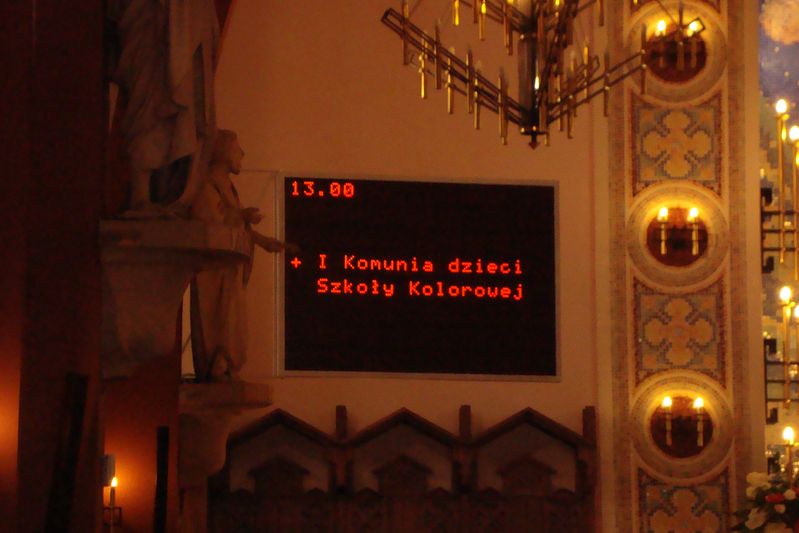 13.00
+ I Komunia dzieci
Szkoły Kolorowej